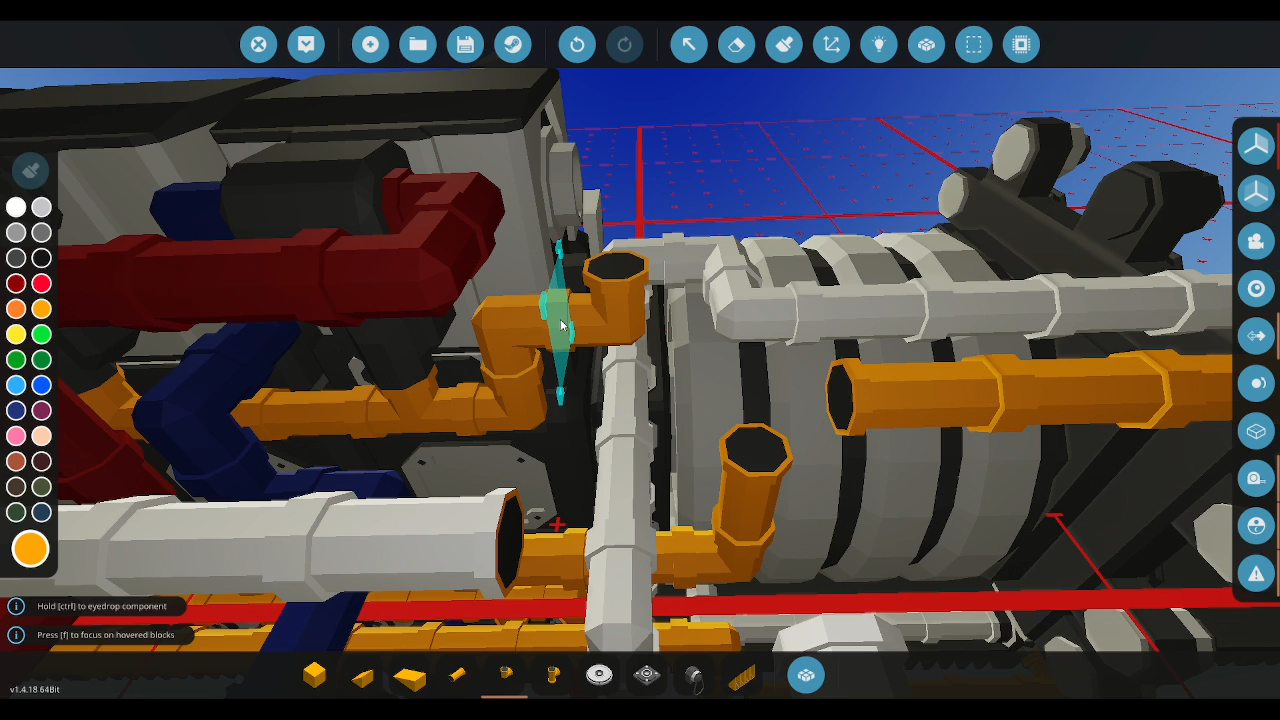 Hold [ctrl] to eyedrop component
Press [f] to focus on hovered blocks
v1.4.18 64Bit